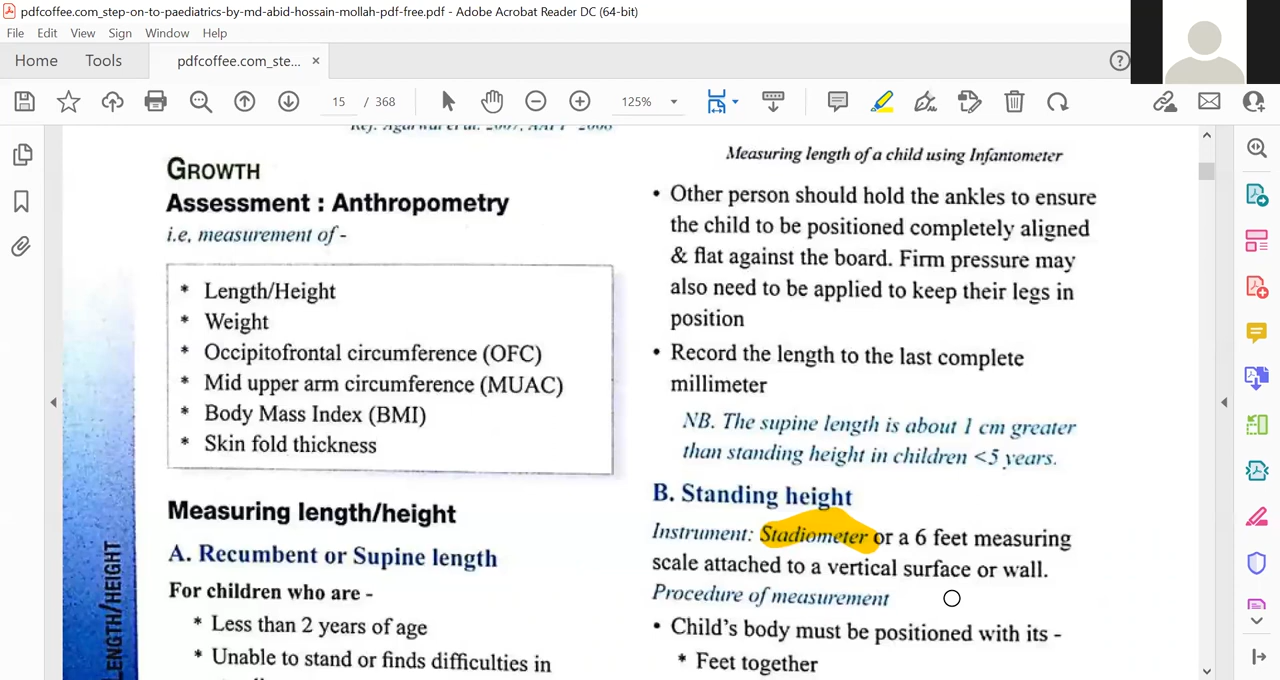 pdfcoffee.com_step-on-to-paediatrics-by-md-abid-hossain-mollah-pdf-free.pdf - Adobe Acrobat Reader DC (64-bit)
File Edit View Sign Window Help
Home Tools pdfcoffee.com_ste... ×
15 / 368 125%
GROWTH
Assessment : Anthropometry
i.e, measurement of -
* Length/Height
* Weight
* Occipitofrontal circumference (OFC)
* Mid upper arm circumference (MUAC)
* Body Mass Index (BMI)
* Skin fold thickness
Measuring length/height
A. Recumbent or Supine length
For children who are -
* Less than 2 years of age
* Unable to stand or finds difficulties in
LENGTH/HEIGHT
Measuring length of a child using Infantometer
• Other person should hold the ankles to ensure
the child to be positioned completely aligned
& flat against the board. Firm pressure may
also need to be applied to keep their legs in
position
• Record the length to the last complete
millimeter
NB. The supine length is about 1 cm greater
than standing height in children <5 years.
B. Standing height
Instrument: Stadiometer or a 6 feet measuring
scale attached to a vertical surface or wall.
Procedure of measurement
• Child's body must be positioned with its -
* Feet together